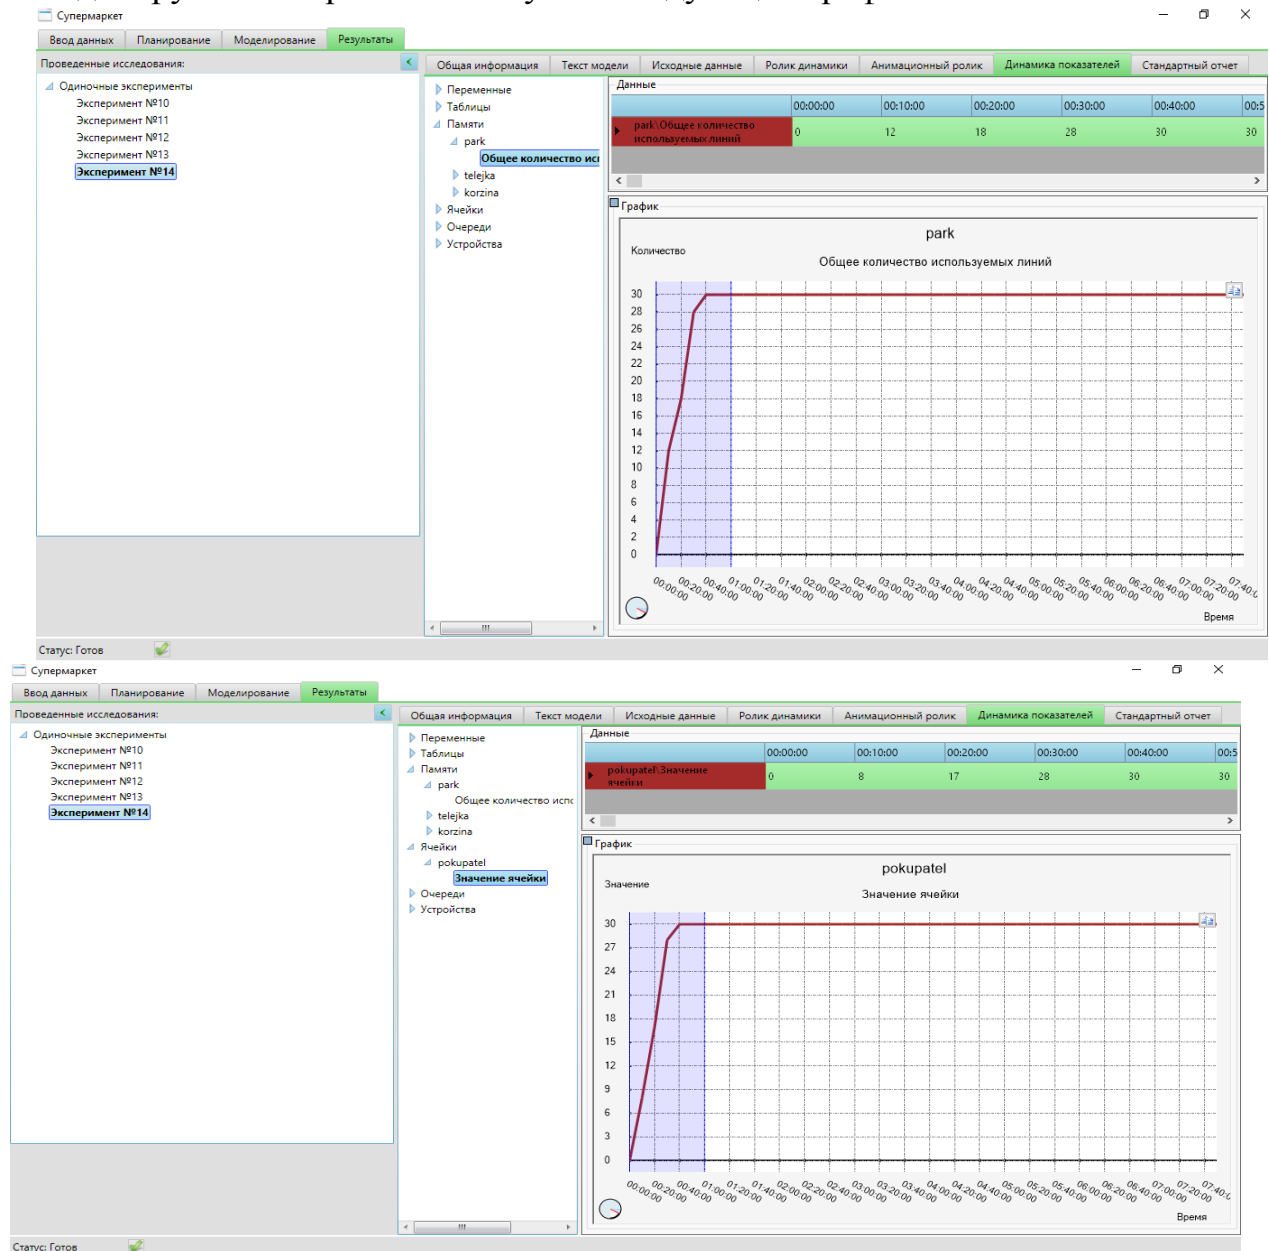 Супермаркет
Ввод данных Планирование Моделирование Результаты
Проведенные исследования:
Общая информация Текст модели Исходные данные Ролик динамики Анимационный ролик Динамика показателей Стандартный отчет
Одиночные эксперименты
Эксперимент №10
Эксперимент №11
Эксперимент №12
Эксперимент №13
Эксперимент №14
Переменные
Таблицы
Памяти
park
Общее количество исп
telejka
korzina
Ячейки
Очереди
Устройства
Данные
00:00:00 00:10:00 00:20:00 00:30:00 00:40:00 00:5
park\Общее количество
используемых линий
0 12 18 28 30 30
График
park
Количество
Общее количество используемых линий
30
28
26
24
22
20
18
16
14
12
10
8
6
4
2
0
00:00:00 00:20:00 00:40:00 01:00:00 01:20:00 01:40:00 02:00:00 02:20:00 02:40:00 03:00:00 03:20:00 03:40:00 04:00:00 04:20:00 04:40:00 05:00:00 05:20:00 05:40:00 06:00:00 06:20:00 06:40:00 07:00:00 07:20:00 07:40:0
Время
Статус: Готов
Супермаркет
Ввод данных Планирование Моделирование Результаты
Проведенные исследования:
Общая информация Текст модели Исходные данные Ролик динамики Анимационный ролик Динамика показателей Стандартный отчет
Одиночные эксперименты
Эксперимент №10
Эксперимент №11
Эксперимент №12
Эксперимент №13
Эксперимент №14
Переменные
Таблицы
Памяти
park
Общее количество испо
telejka
korzina
Ячейки
pokupatel
Значение ячейки
Очереди
Устройства
Данные
00:00:00 00:10:00 00:20:00 00:30:00 00:40:00 00:5
pokupatel\Значение
ячейки
0 8 17 28 30 30
График
pokupatel
Значение
Значение ячейки
30
27
24
21
18
15
12
9
6
3
0
00:00:00 00:20:00 00:40:00 01:00:00 01:20:00 01:40:00 02:00:00 02:20:00 02:40:00 03:00:00 03:20:00 03:40:00 04:00:00 04:20:00 04:40:00 05:00:00 05:20:00 05:40:00 06:00:00 06:20:00 06:40:00 07:00:00 07:20:00 07:40:0
Время
Статус: Готов